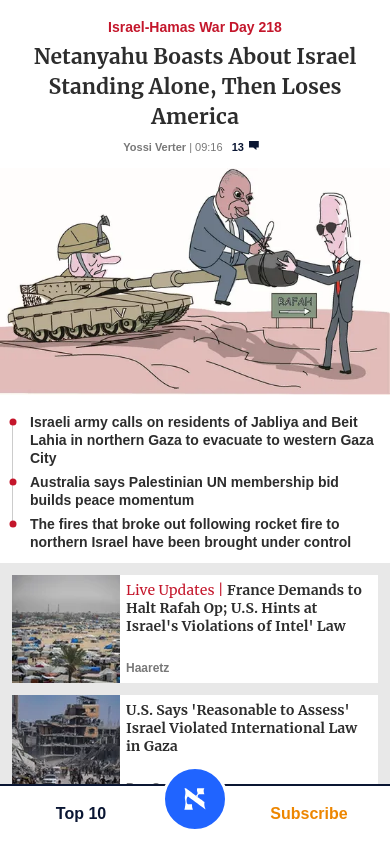 Israel-Hamas War Day 218
Netanyahu Boasts About Israel
Standing Alone, Then Loses
America
Yossi Verter | 09:16 13
RAFAH
Israeli army calls on residents of Jabliya and Beit
Lahia in northern Gaza to evacuate to western Gaza
City
Australia says Palestinian UN membership bid
builds peace momentum
The fires that broke out following rocket fire to
northern Israel have been brought under control
Live Updates | France Demands to
Halt Rafah Op; U.S. Hints at
Israel's Violations of Intel' Law
Haaretz
U.S. Says 'Reasonable to Assess'
Israel Violated International Law
in Gaza
Top 10
א
Subscribe